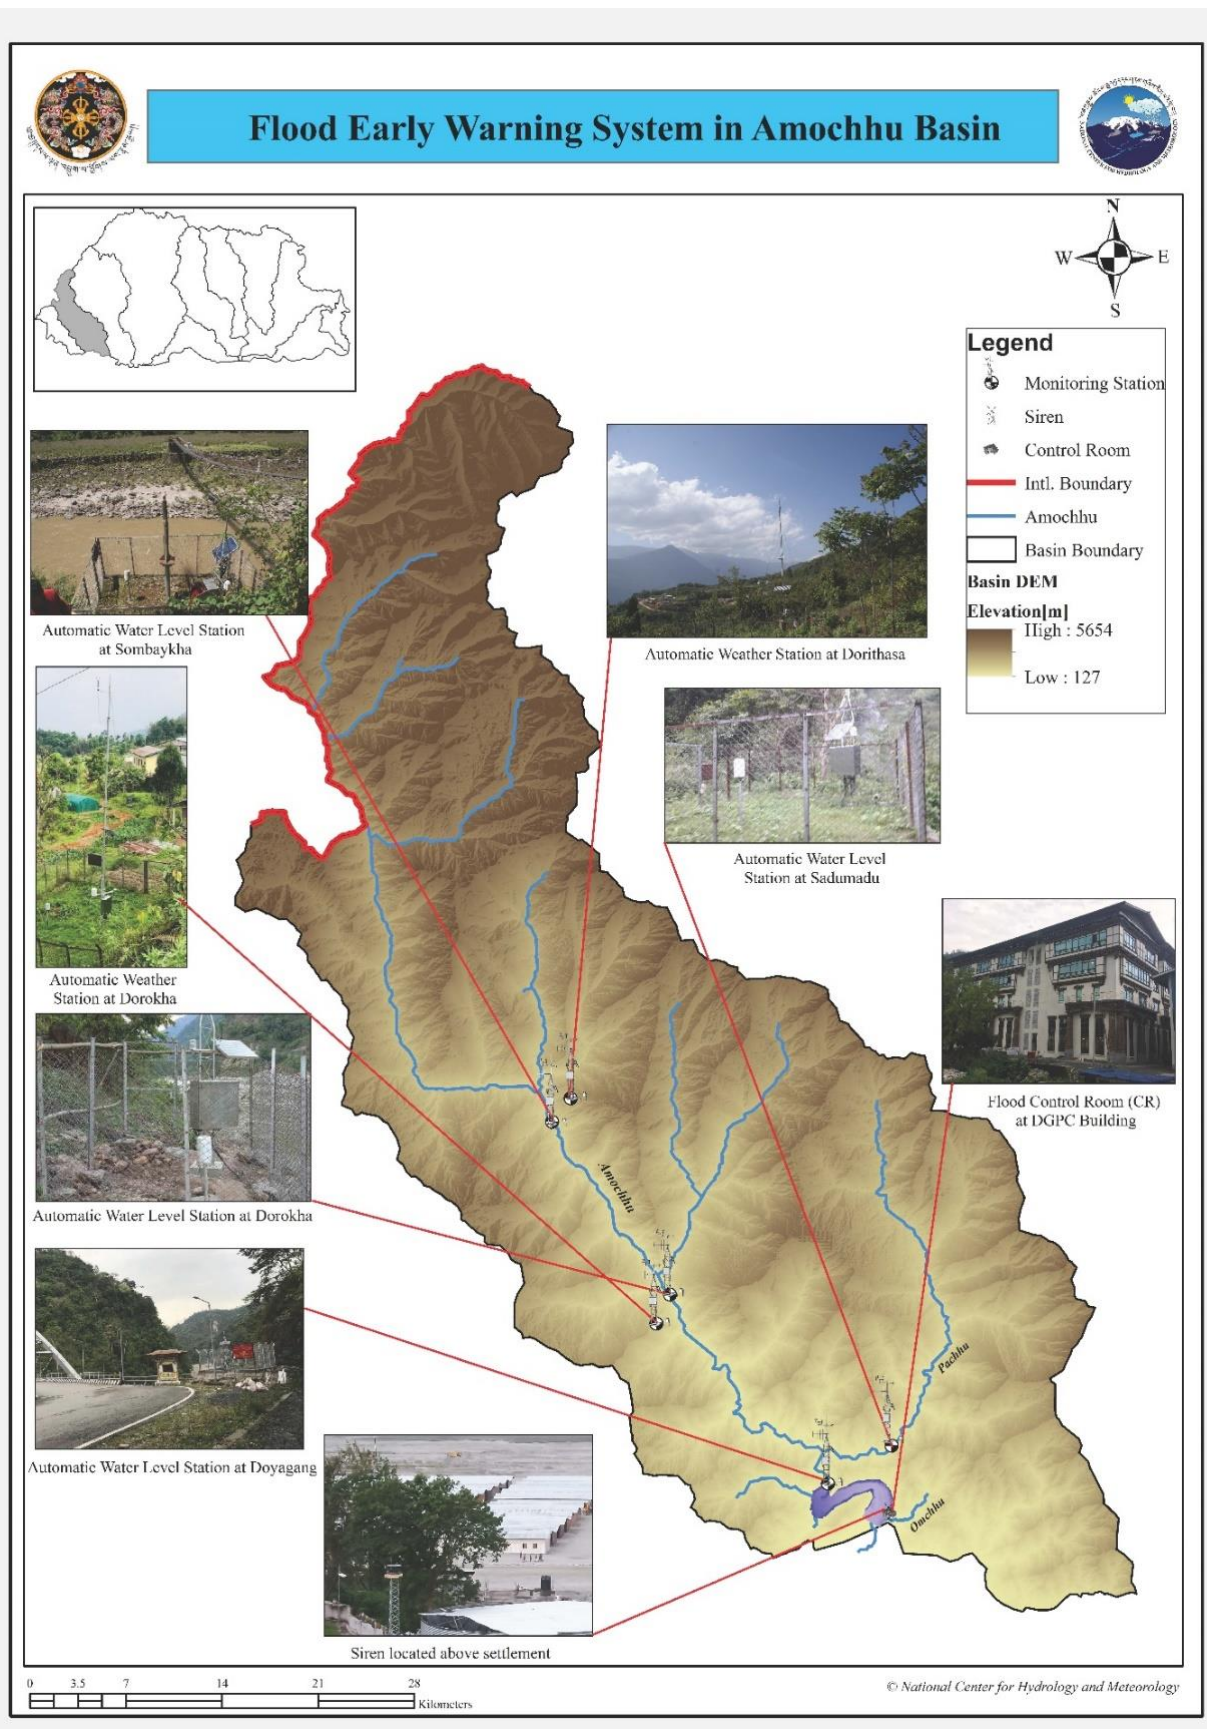 Flood Early Warning System in Amochhu Basin
N
W
E
S
Legend
Monitoring Station
Siren
Control Room
Intl. Boundary
Amochhu
Basin Boundary
Basin DEM
Elevation[m]
High : 5654
Low : 127
Automatic Water Level Station
at Sombaykha
Automatic Weather Station at Dorithasa
Automatic Water Level
Station at Sadumadu
Automatic Weather
Station at Dorokha
Flood Control Room (CR)
at DGPC Building
Automatic Water Level Station at Dorokha
Amochhu
Pachhu
Automatic Water Level Station at Doyagang
Omchhu
Siren located above settlement
0 3.5 7 14 21 28
Kilometers
© National Center for Hydrology and Meteorology